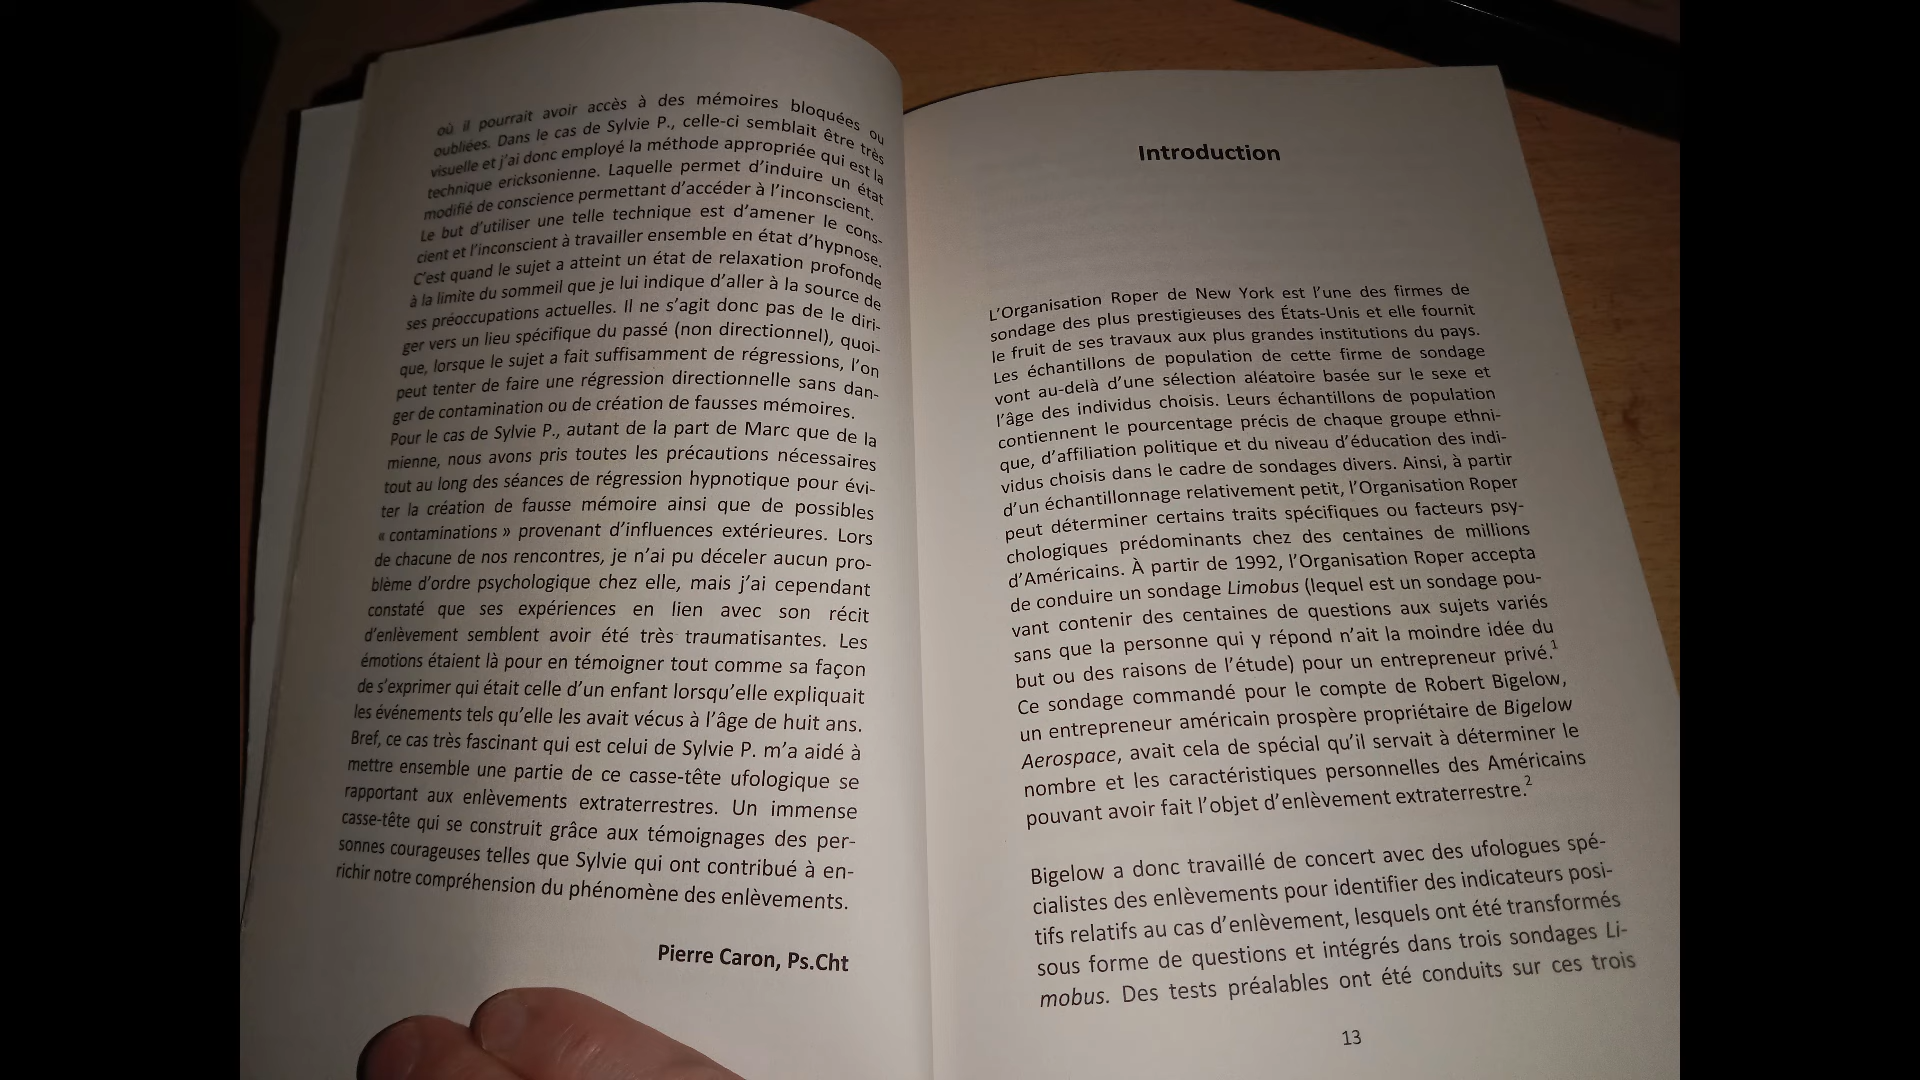 où il pourrait avoir accès à des mémoires bloquées ou
oubliées. Dans le cas de Sylvie P., celle-ci semblait être très
visuelle et j'ai donc employé la méthode appropriée qui est la
technique ericksonienne. Laquelle permet d'induire un état
modifié de conscience permettant d'accéder à l'inconscient.
Le but d'utiliser une telle technique est d'amener le cons-
cient et l'inconscient à travailler ensemble en état d'hypnose.
C'est quand le sujet a atteint un état de relaxation profonde
à la limite du sommeil que je lui indique d'aller à la source de
ses préoccupations actuelles. Il ne s'agit donc pas de le diri-
ger vers un lieu spécifique du passé (non directionnel), quoi-
que, lorsque le sujet a fait suffisamment de régressions, l'on
peut tenter de faire une régression directionnelle sans dan-
ger de contamination ou de création de fausses mémoires.
Pour le cas de Sylvie P., autant de la part de Marc que de la
mienne, nous avons pris toutes les précautions nécessaires
tout au long des séances de régression hypnotique pour évi-
ter la création de fausse mémoire ainsi que de possibles
« contaminations » provenant d'influences extérieures. Lors
de chacune de nos rencontres, je n'ai pu déceler aucun pro-
blème d'ordre psychologique chez elle, mais j'ai cependant
constaté que ses expériences en lien avec son récit
d'enlèvement semblent avoir été très traumatisantes. Les
émotions étaient là pour en témoigner tout comme sa façon
de s'exprimer qui était celle d'un enfant lorsqu'elle expliquait
les événements tels qu'elle les avait vécus à l'âge de huit ans.
Bref, ce cas très fascinant qui est celui de Sylvie P. m'a aidé à
mettre ensemble une partie de ce casse-tête ufologique se
rapportant aux enlèvements extraterrestres. Un immense
casse-tête qui se construit grâce aux témoignages des per-
sonnes courageuses telles que Sylvie qui ont contribué à en-
richir notre compréhension du phénomène des enlèvements.
Pierre Caron, Ps.Cht
Introduction
L'Organisation Roper de New York est l'une des firmes de
sondage des plus prestigieuses des États-Unis et elle fournit
le fruit de ses travaux aux plus grandes institutions du pays.
Les échantillons de population de cette firme de sondage
vont au-delà d'une sélection aléatoire basée sur le sexe et
l'âge des individus choisis. Leurs échantillons de population
contiennent le pourcentage précis de chaque groupe ethni-
que, d'affiliation politique et du niveau d'éducation des indi-
vidus choisis dans le cadre de sondages divers. Ainsi, à partir
d'un échantillonnage relativement petit, l'Organisation Roper
peut déterminer certains traits spécifiques ou facteurs psy-
chologiques prédominants chez des centaines de millions
d'Américains. À partir de 1992, l'Organisation Roper accepta
de conduire un sondage Limobus (lequel est un sondage pou-
vant contenir des centaines de questions aux sujets variés
sans que la personne qui y répond n'ait la moindre idée du
but ou des raisons de l'étude) pour un entrepreneur privé.1
Ce sondage commandé pour le compte de Robert Bigelow,
un entrepreneur américain prospère propriétaire de Bigelow
Aerospace, avait cela de spécial qu'il servait à déterminer le
nombre et les caractéristiques personnelles des Américains
pouvant avoir fait l'objet d'enlèvement extraterrestre.2
Bigelow a donc travaillé de concert avec des ufologues spé-
cialistes des enlèvements pour identifier des indicateurs posi-
tifs relatifs au cas d'enlèvement, lesquels ont été transformés
sous forme de questions et intégrés dans trois sondages Li-
mobus. Des tests préalables ont été conduits sur ces trois
13